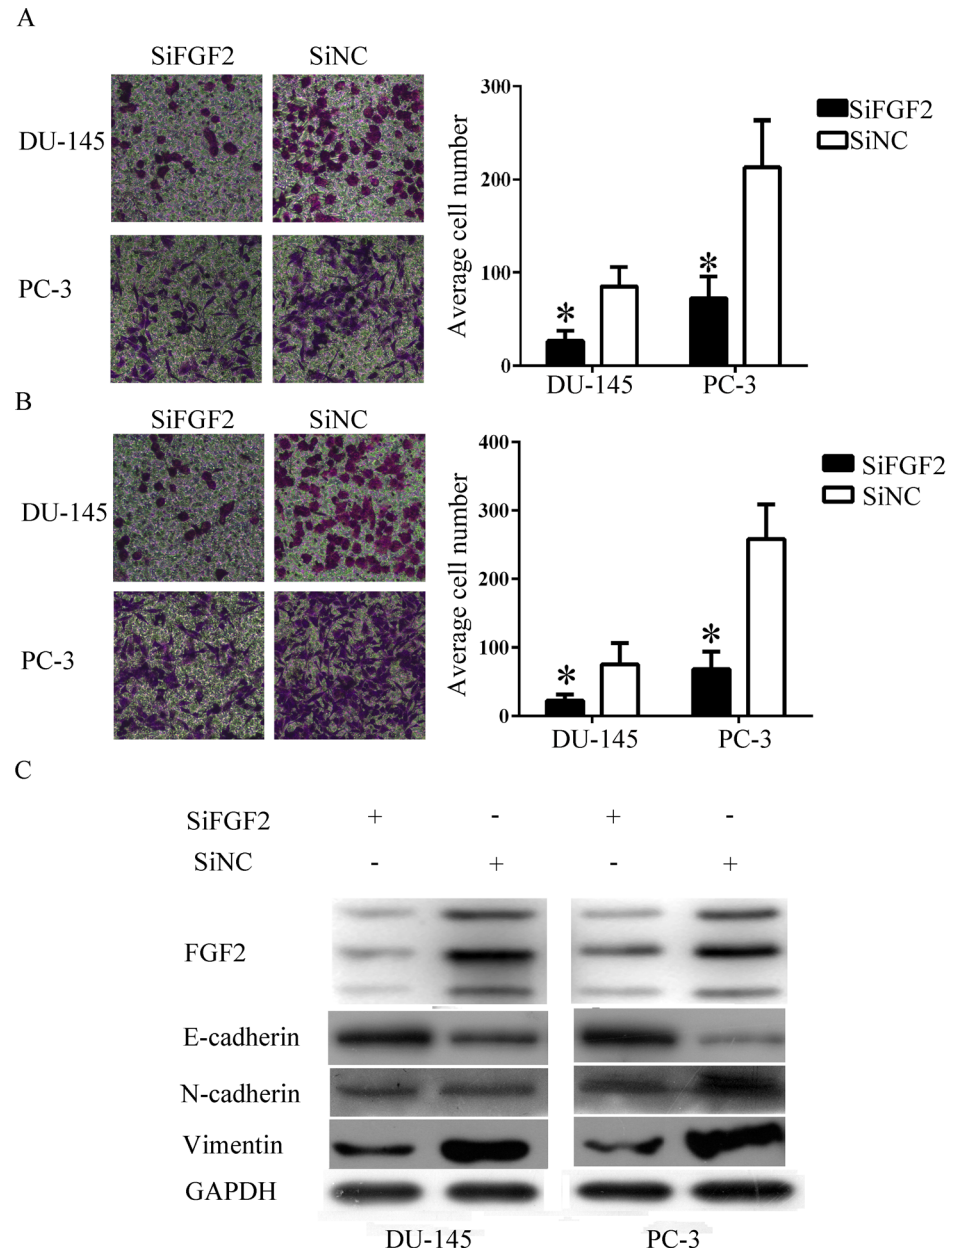 A
SiFGF2 SiNC
DU-145
PC-3
Average cell number
300
200
100
0
* *
DU-145 PC-3
SiFGF2
SiNC
B
SiFGF2 SiNC
DU-145
PC-3
Average cell number
400
300
200
100
0
* *
DU-145 PC-3
SiFGF2
SiNC
C
SiFGF2 + - + -
SiNC - + - +
FGF2
E-cadherin
N-cadherin
Vimentin
GAPDH
DU-145 PC-3